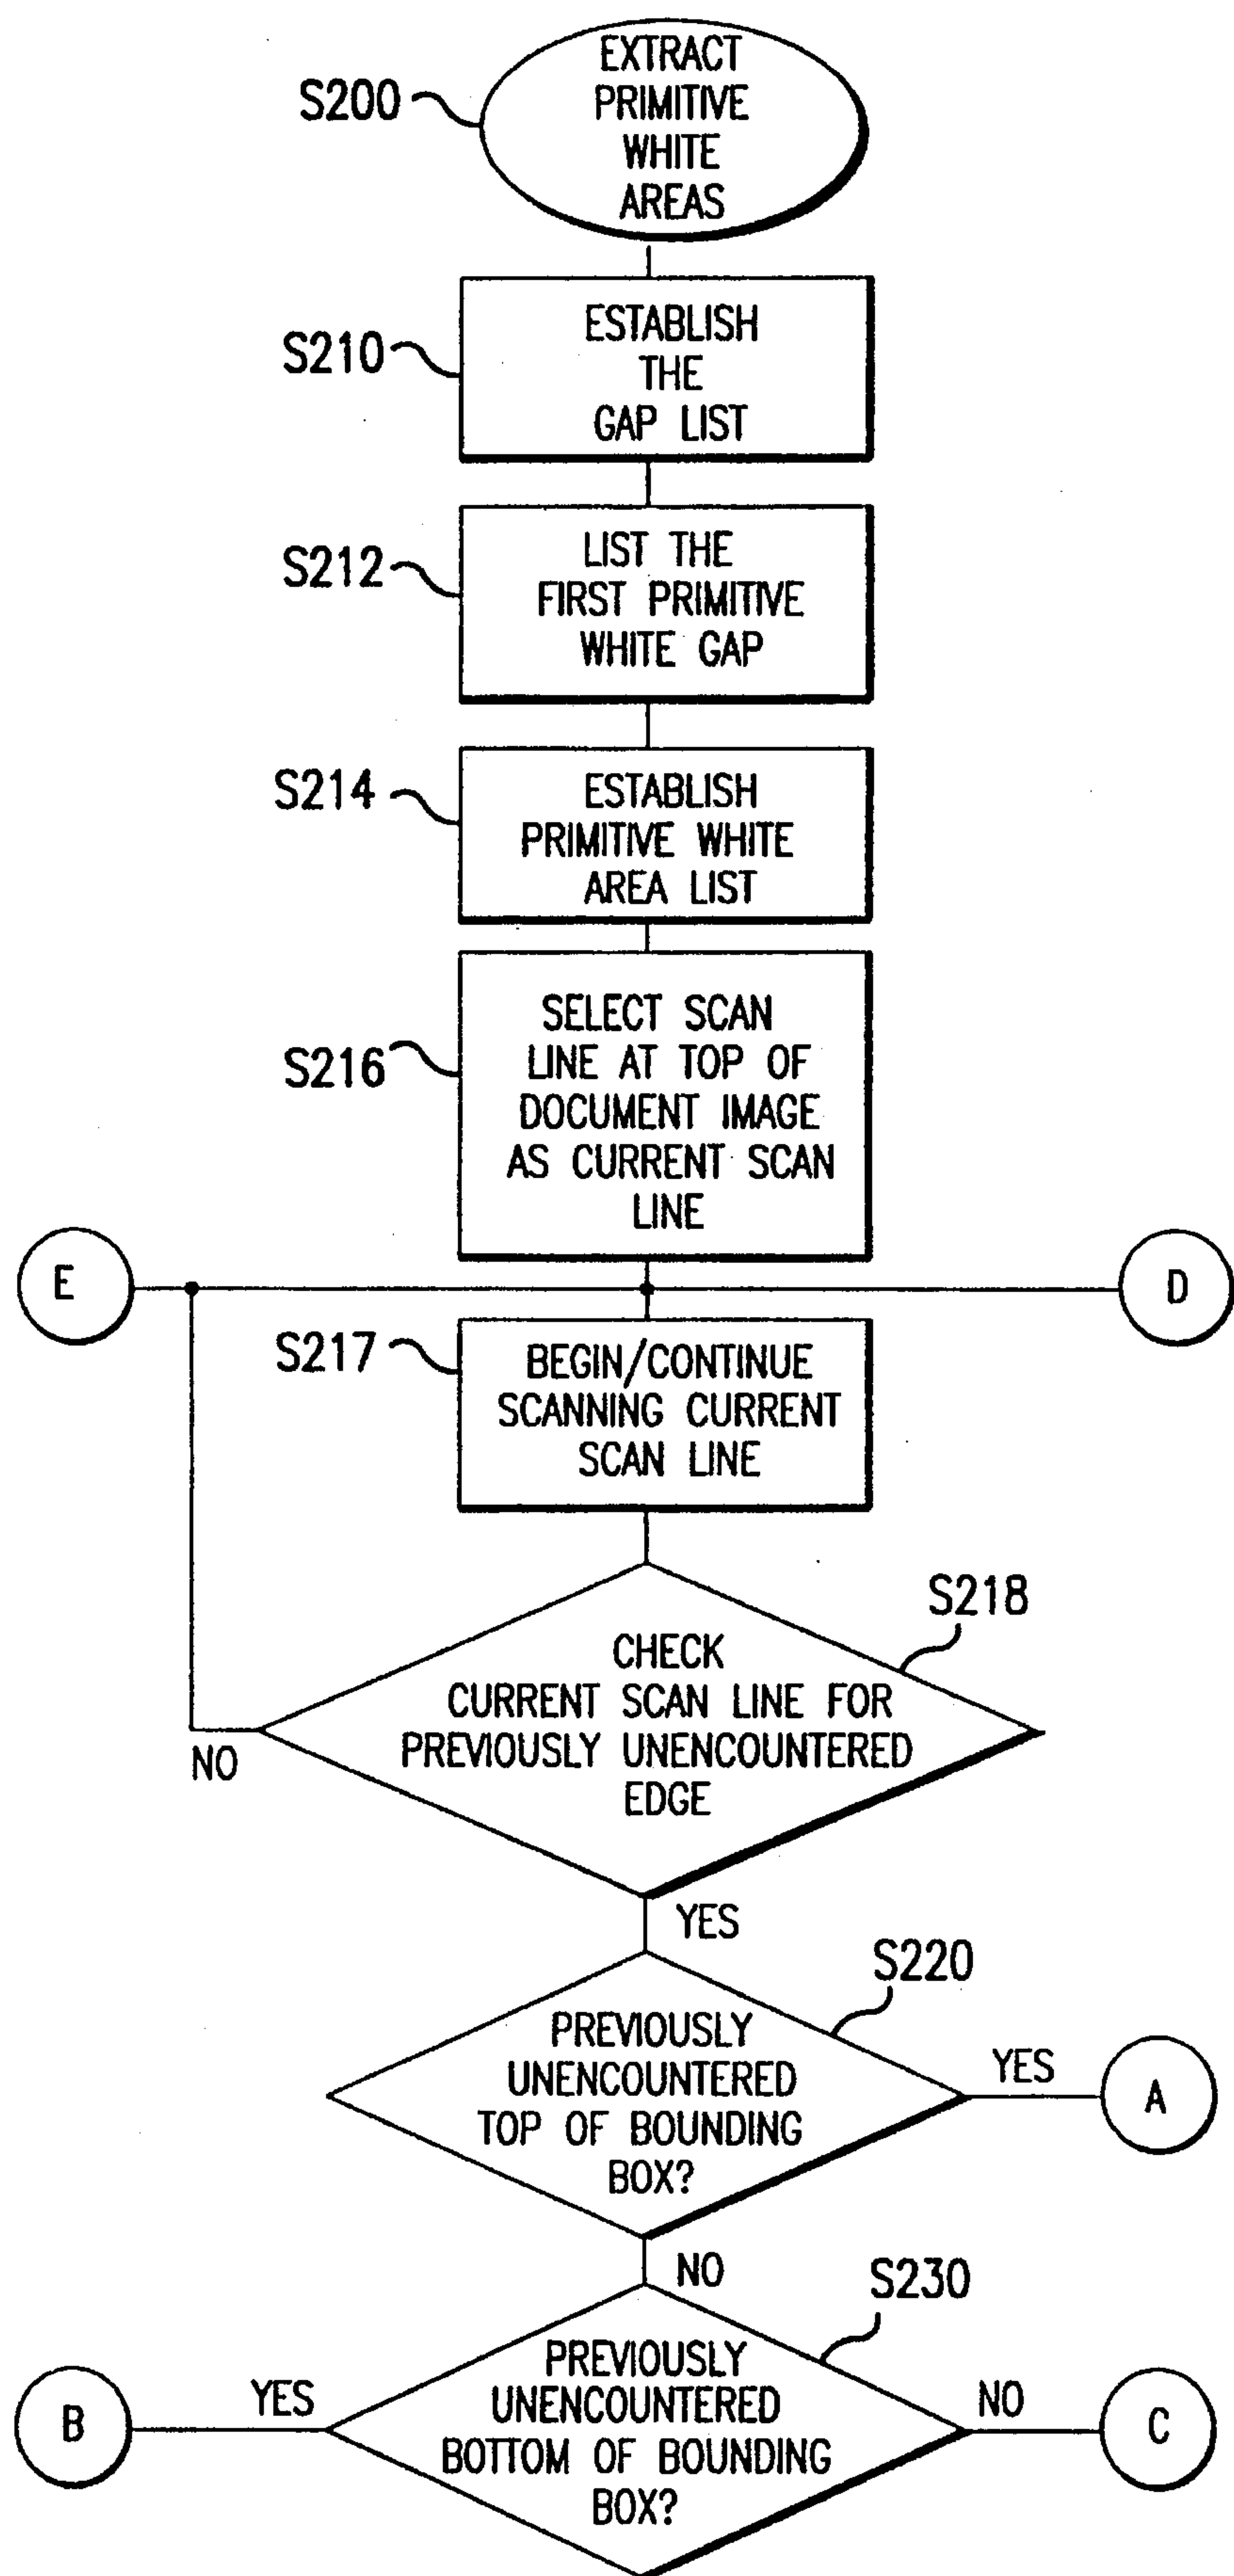 S200
EXTRACT
PRIMITIVE
WHITE
AREAS
S210
ESTABLISH
THE
GAP LIST
S212
LIST THE
FIRST PRIMITIVE
WHITE GAP
S214
ESTABLISH
PRIMITIVE WHITE
AREA LIST
S216
SELECT SCAN
LINE AT TOP OF
DOCUMENT IMAGE
AS CURRENT SCAN
LINE
E
D
S217
BEGIN/CONTINUE
SCANNING CURRENT
SCAN LINE
S218
CHECK
CURRENT SCAN LINE FOR
PREVIOUSLY UNENCOUNTERED
EDGE
NO
YES
S220
PREVIOUSLY
UNENCOUNTERED
TOP OF BOUNDING
BOX?
YES
A
NO
S230
PREVIOUSLY
UNENCOUNTERED
BOTTOM OF BOUNDING
BOX?
YES
B
NO
C